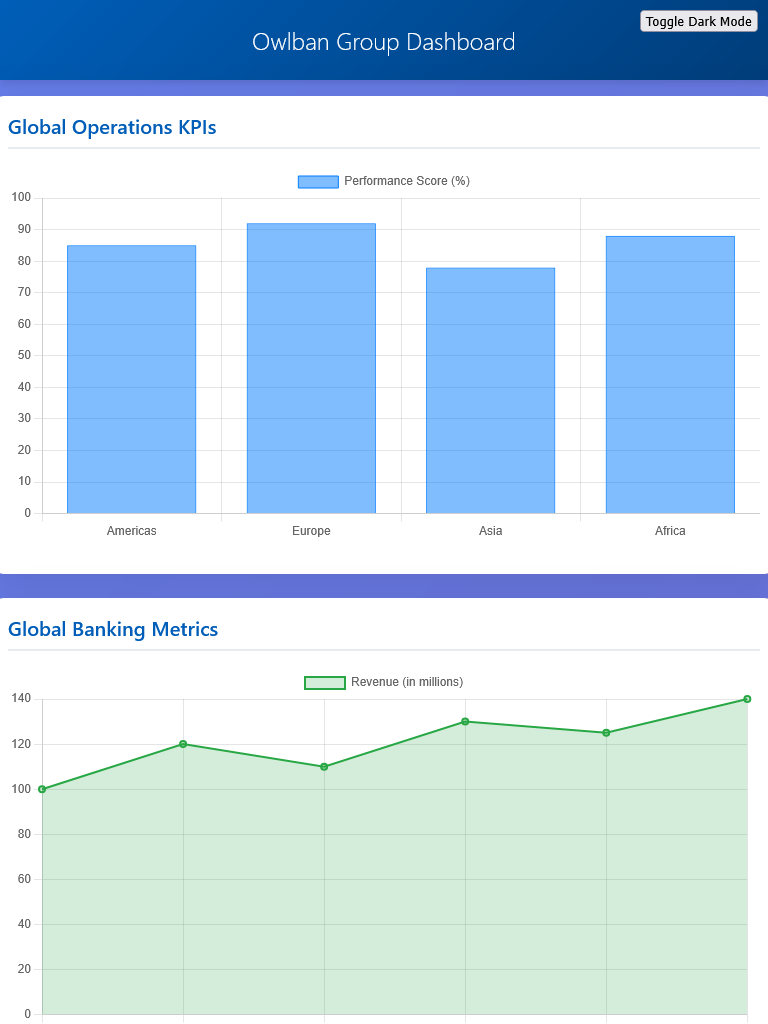 Toggle Dark Mode
Owlban Group Dashboard
Global Operations KPIs
Performance Score (%)
100
90
80
70
60
50
40
30
20
10
0
Americas Europe Asia Africa
Global Banking Metrics
Revenue (in millions)
140
120
100
80
60
40
20
0